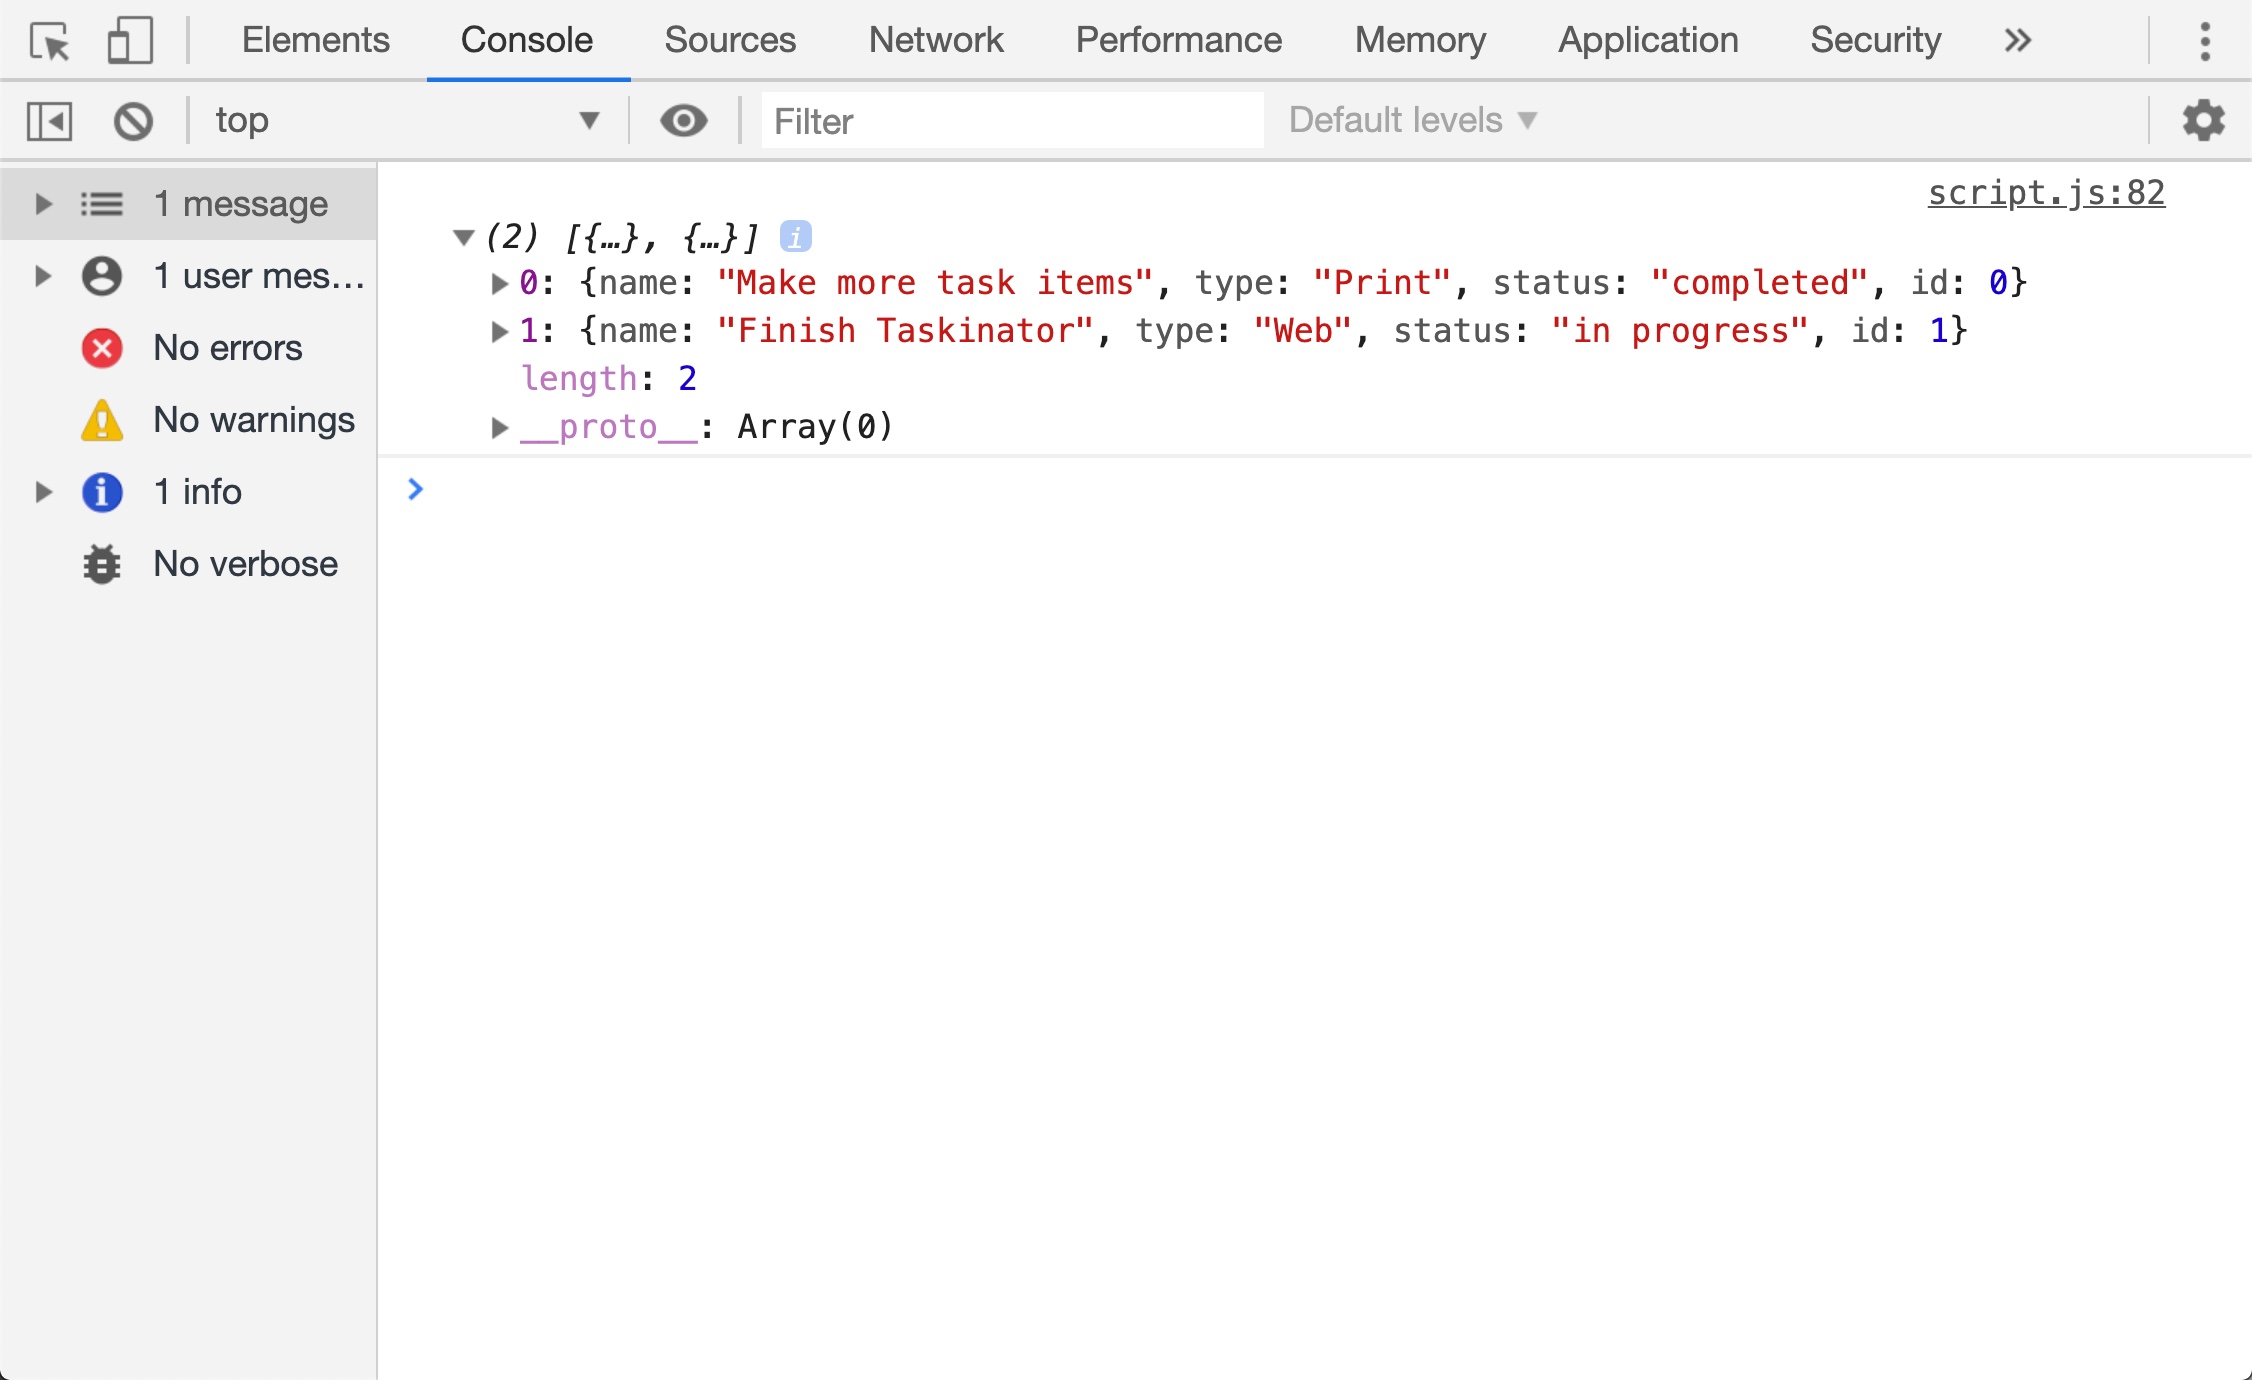 Elements Console Sources Network Performance Memory Application Security »
top ▼ Filter Default levels ▼
1 message
1 user mes…
No errors
No warnings
1 info
No verbose
script.js:82
▼(2) [{…}, {…}] i
▶0: {name: "Make more task items", type: "Print", status: "completed", id: 0}
▶1: {name: "Finish Taskinator", type: "Web", status: "in progress", id: 1}
length: 2
▶__proto__: Array(0)
>